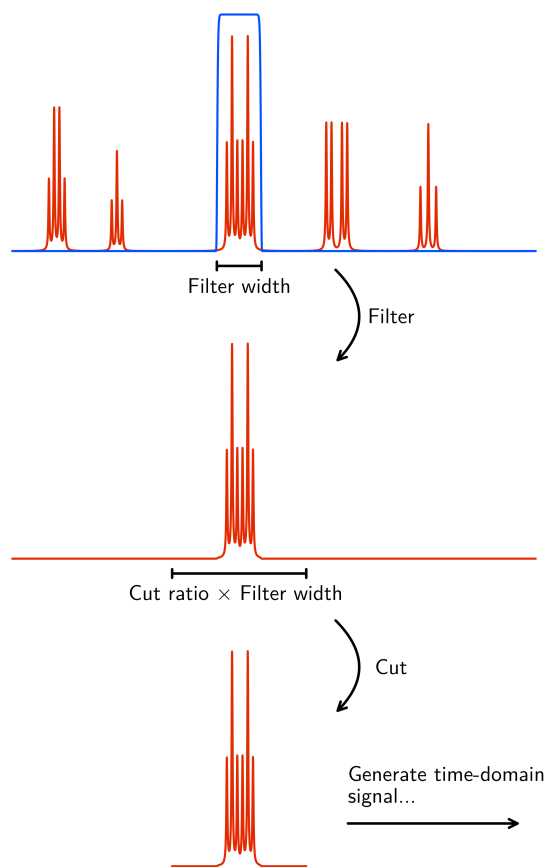 Filter width
Filter
Cut ratio × Filter width
Cut
Generate time-domain
signal...